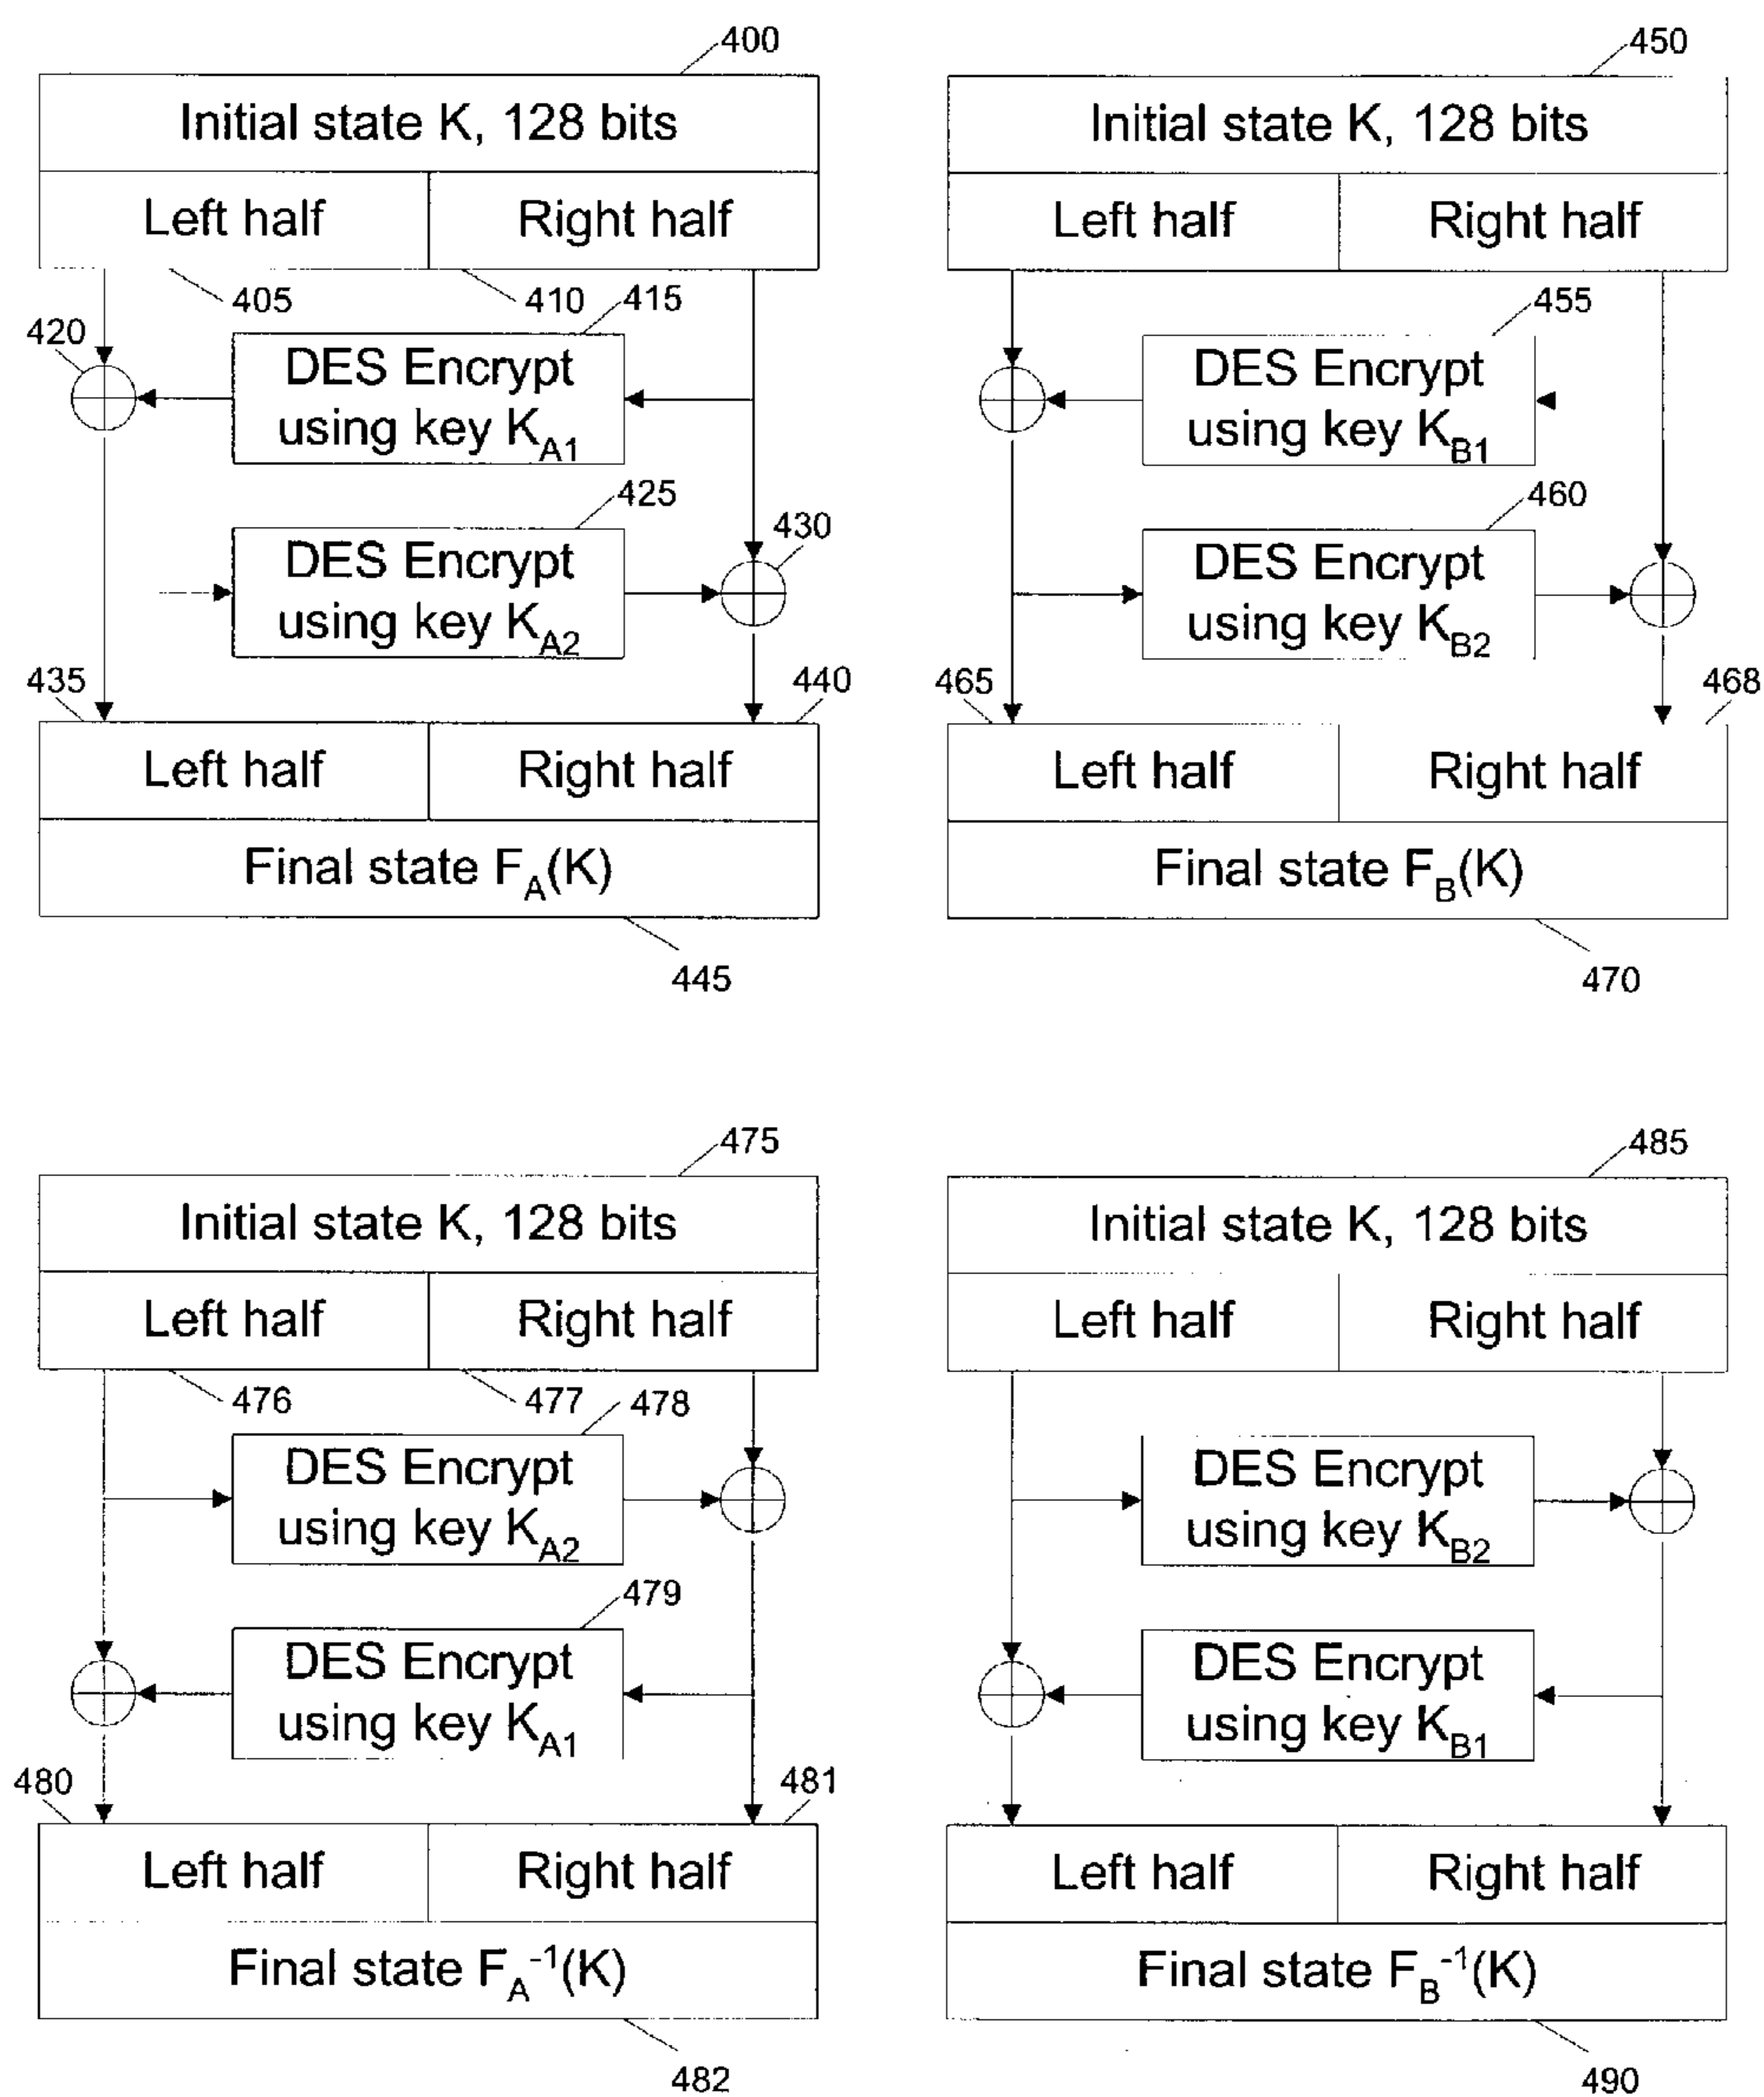 400
Initial state K, 128 bits
Left half Right half
405 410 415
420
DES Encrypt
using key KA1
425
430
DES Encrypt
using key KA2
435 440
Left half Right half
Final state FA(K)
445
450
Initial state K, 128 bits
Left half Right half
455
DES Encrypt
using key KB1
460
DES Encrypt
using key KB2
465 468
Left half Right half
Final state FB(K)
470
475
Initial state K, 128 bits
Left half Right half
476 477 478
DES Encrypt
using key KA2
479
DES Encrypt
using key KA1
480 481
Left half Right half
Final state FA-1(K)
482
485
Initial state K, 128 bits
Left half Right half
DES Encrypt
using key KB2
DES Encrypt
using key KB1
Left half Right half
Final state FB-1(K)
490